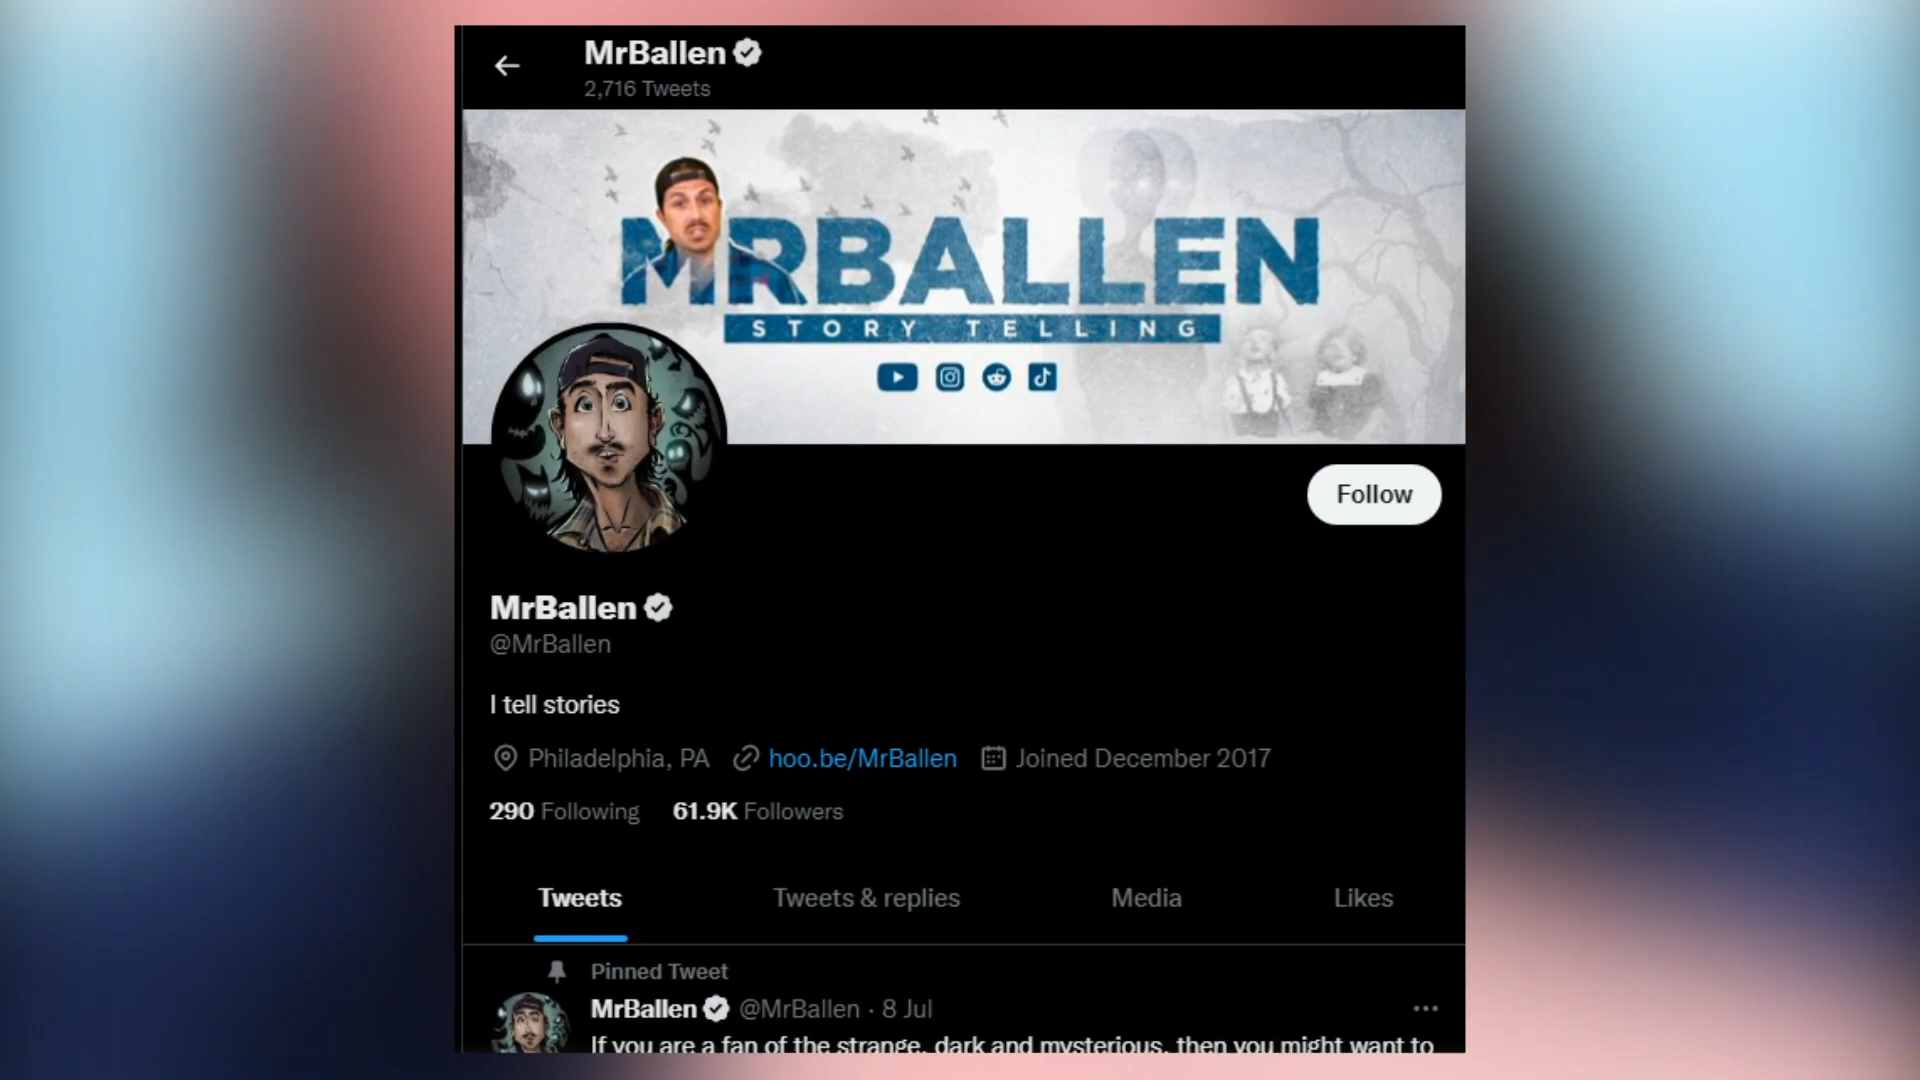 MrBallen
2,716 Tweets
MRBALLEN
STORY TELLING
Follow
MrBallen
@MrBallen
I tell stories
Philadelphia, PA hoo.be/MrBallen Joined December 2017
290 Following 61.9K Followers
Tweets Tweets & replies Media Likes
Pinned Tweet
MrBallen @MrBallen · 8 Jul
If you are a fan of the strange, dark and mysterious, then you might want to